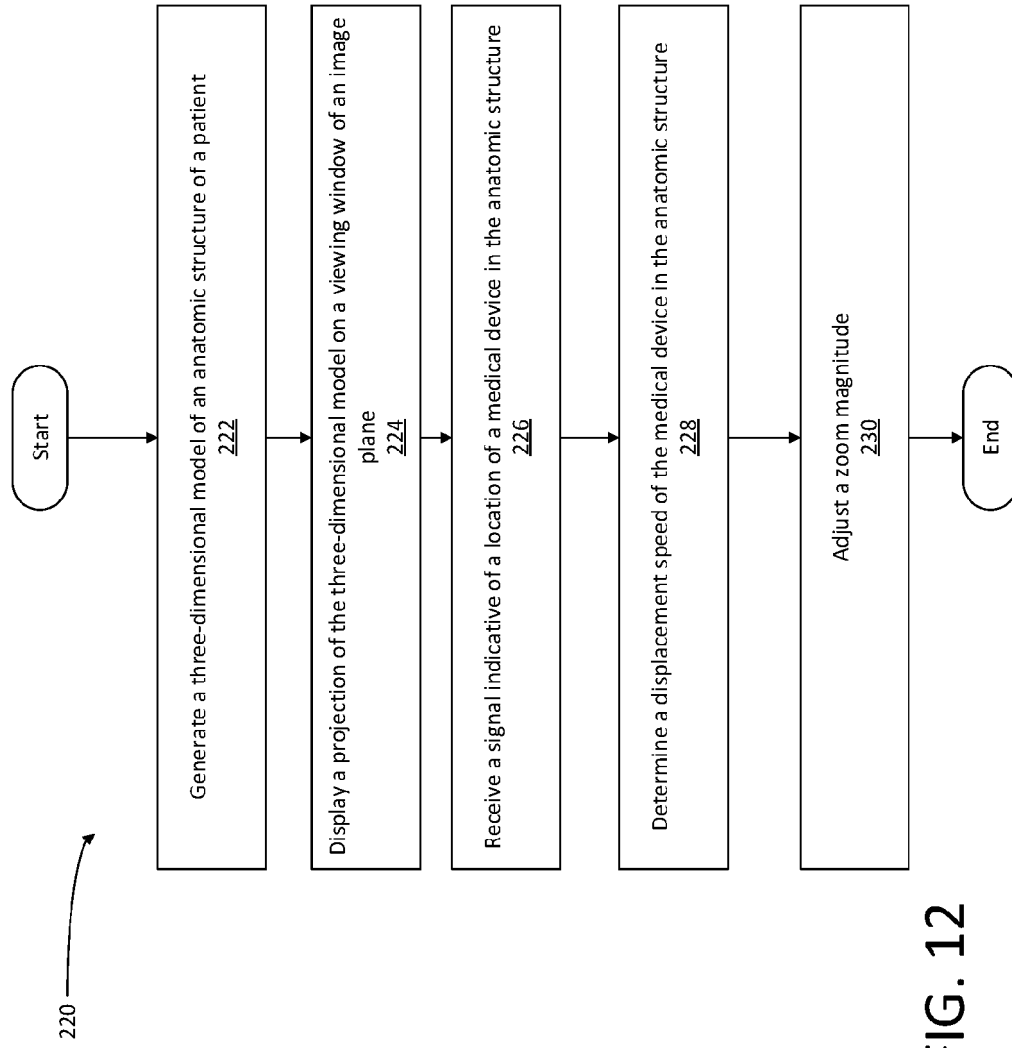 220
Start
Generate a three-dimensional model of an anatomic structure of a patient
222
Display a projection of the three-dimensional model on a viewing window of an image
plane
224
Receive a signal indicative of a location of a medical device in the anatomic structure
226
Determine a displacement speed of the medical device in the anatomic structure
228
Adjust a zoom magnitude
230
End
FIG. 12